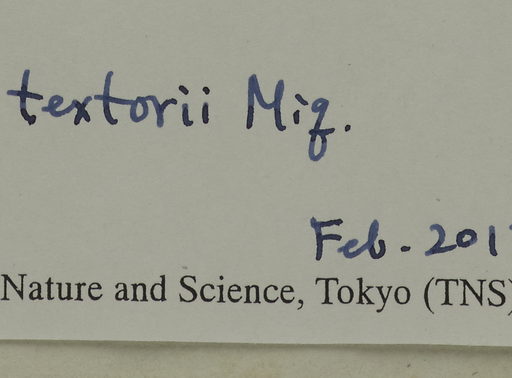 textorii Miq.
Feb. 201
Nature and Science, Tokyo (TNS)